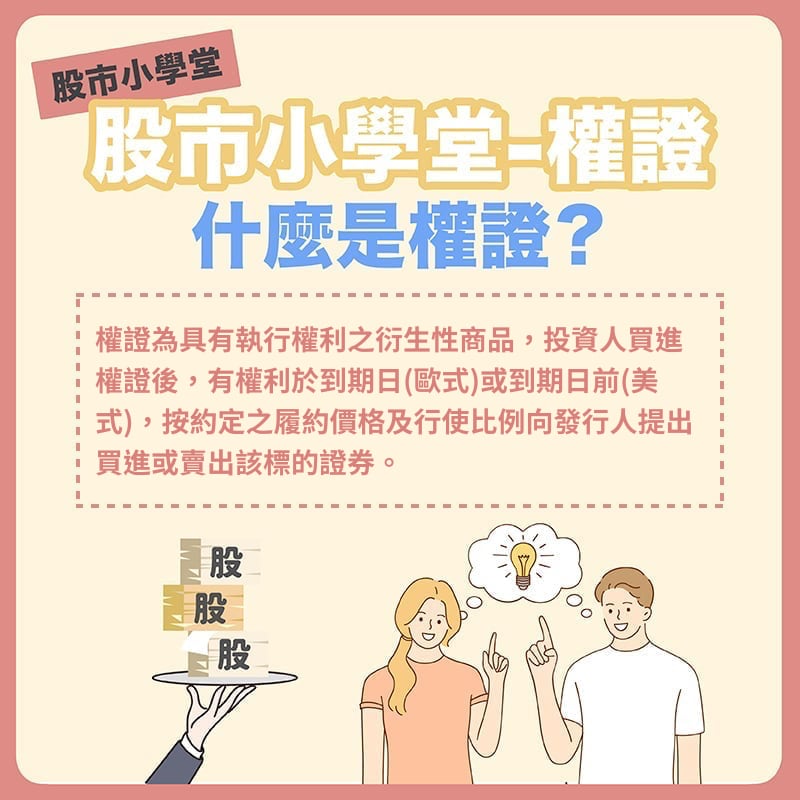 股市小學堂
股市小學堂-權證
什麼是權證？
權證為具有執行權利之衍生性商品，投資人買進
權證後，有權利於到期日(歐式)或到期日前(美
式)，按約定之履約價格及行使比例向發行人提出
買進或賣出該標的證券。
股
股
股